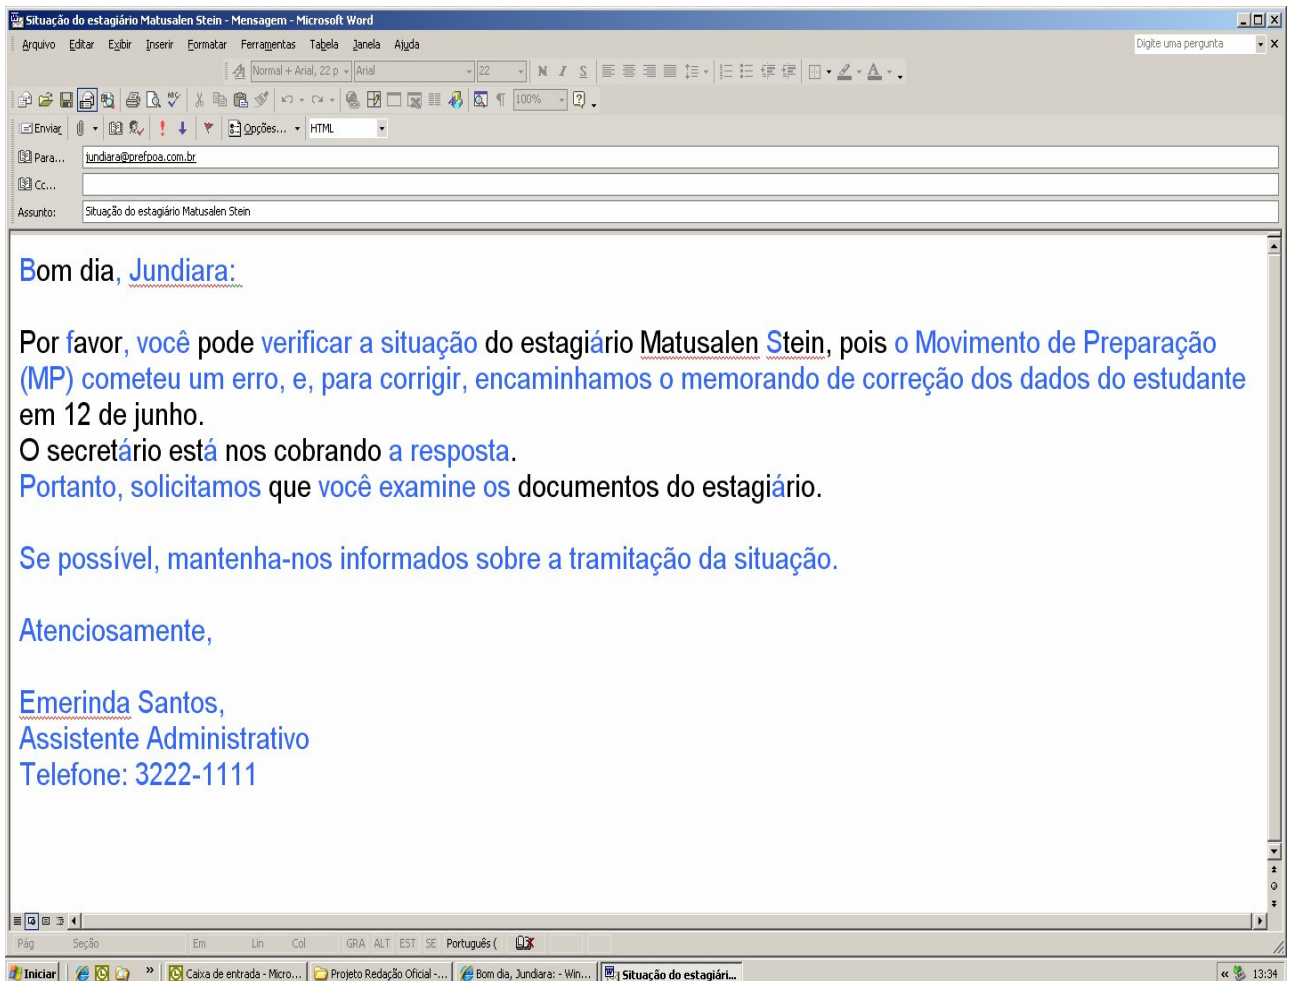 Situação do estagiário Matusalen Stein - Mensagem - Microsoft Word
Arquivo Editar Exibir Inserir Formatar Ferramentas Tabela Janela Ajuda Digite uma pergunta
Normal + Arial, 22 p Arial 22 N I S
100%
Enviar Opções... HTML
Para... jundiara@prefpoa.com.br
Cc...
Assunto: Situação do estagiário Matusalen Stein
Bom dia, Jundiara:
Por favor, você pode verificar a situação do estagiário Matusalen Stein, pois o Movimento de Preparação
(MP) cometeu um erro, e, para corrigir, encaminhamos o memorando de correção dos dados do estudante
em 12 de junho.
O secretário está nos cobrando a resposta.
Portanto, solicitamos que você examine os documentos do estagiário.
Se possível, mantenha-nos informados sobre a tramitação da situação.
Atenciosamente,
Emerinda Santos,
Assistente Administrativo
Telefone: 3222-1111
Pág Seção Em Lin Col GRA ALT EST SE Português (
Iniciar » Caixa de entrada - Micro... Projeto Redação Oficial -... Bom dia, Jundiara: - Win... Situação do estagiári... « 13:34